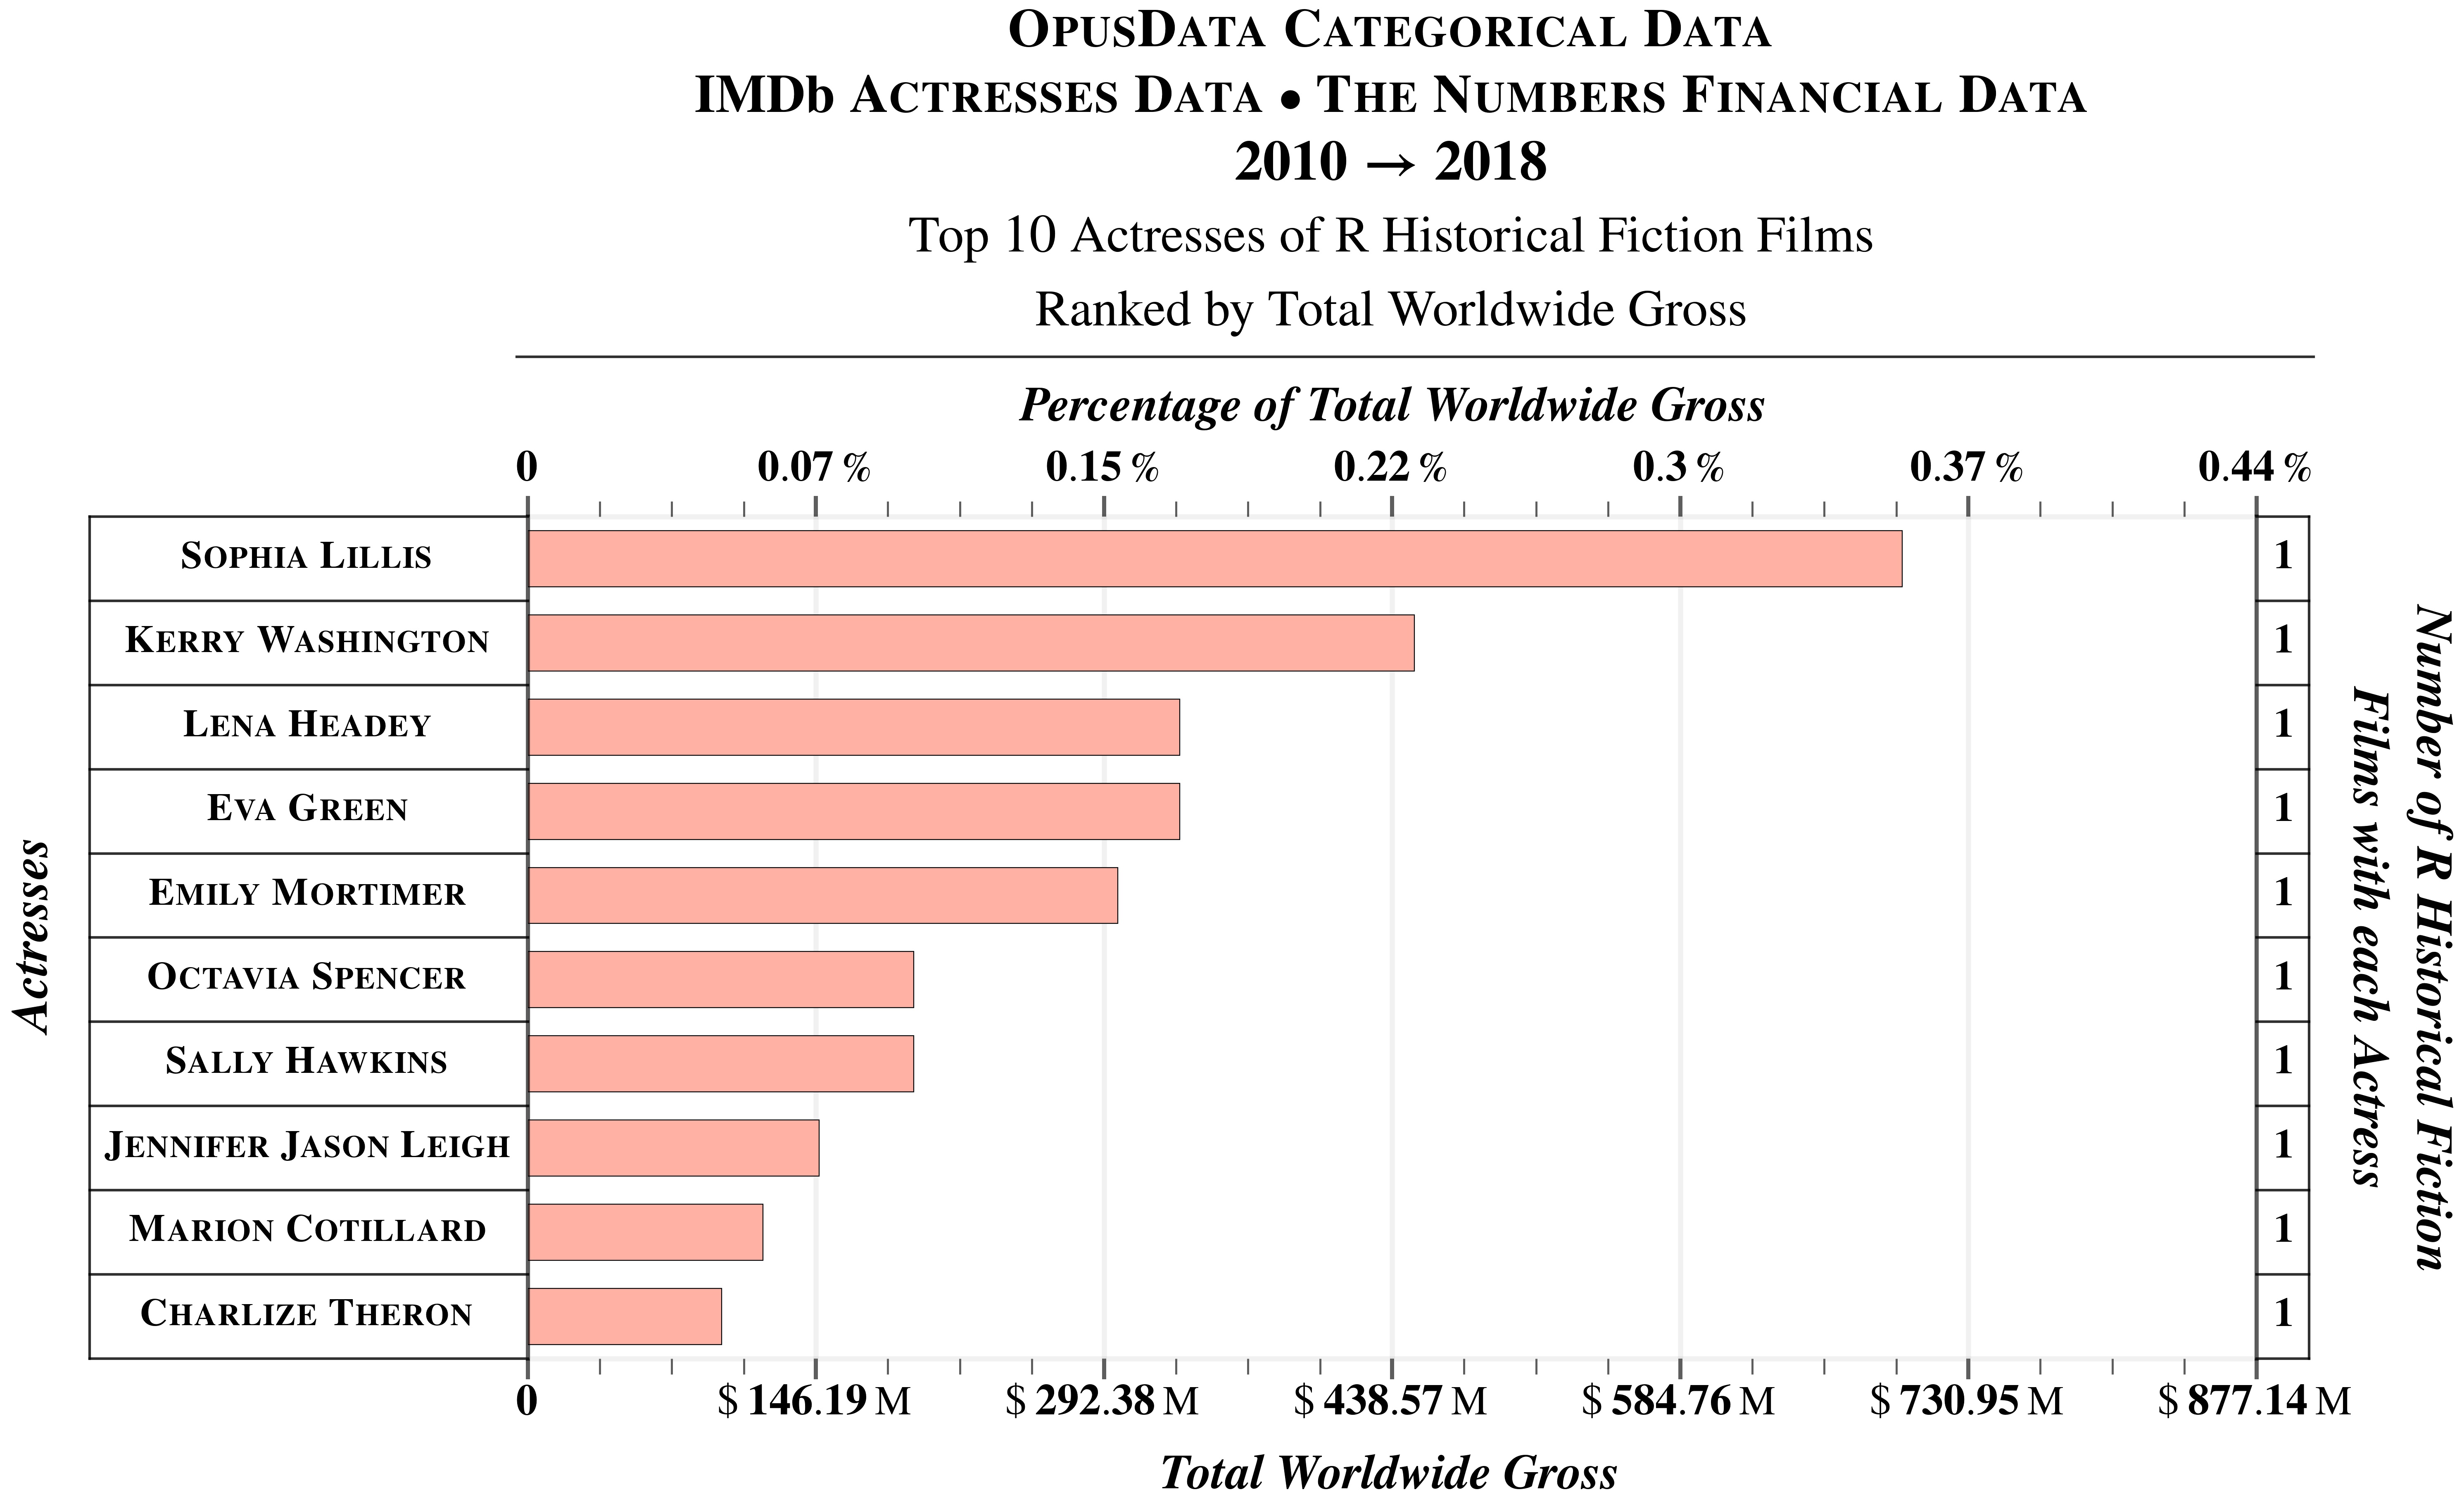 OpusData Categorical Data
IMDb Actresses Data • The Numbers Financial Data
2010 → 2018
Top 10 Actresses of R Historical Fiction Films
Ranked by Total Worldwide Gross
Percentage of Total Worldwide Gross
0 0.07 % 0.15 % 0.22 % 0.3 % 0.37 % 0.44 %
Actresses
Sophia Lillis 1
Kerry Washington 1
Lena Headey 1
Eva Green 1
Emily Mortimer 1
Octavia Spencer 1
Sally Hawkins 1
Jennifer Jason Leigh 1
Marion Cotillard 1
Charlize Theron 1
Number of R Historical Fiction
Films with each Actress
0 $ 146.19 M $ 292.38 M $ 438.57 M $ 584.76 M $ 730.95 M $ 877.14 M
Total Worldwide Gross